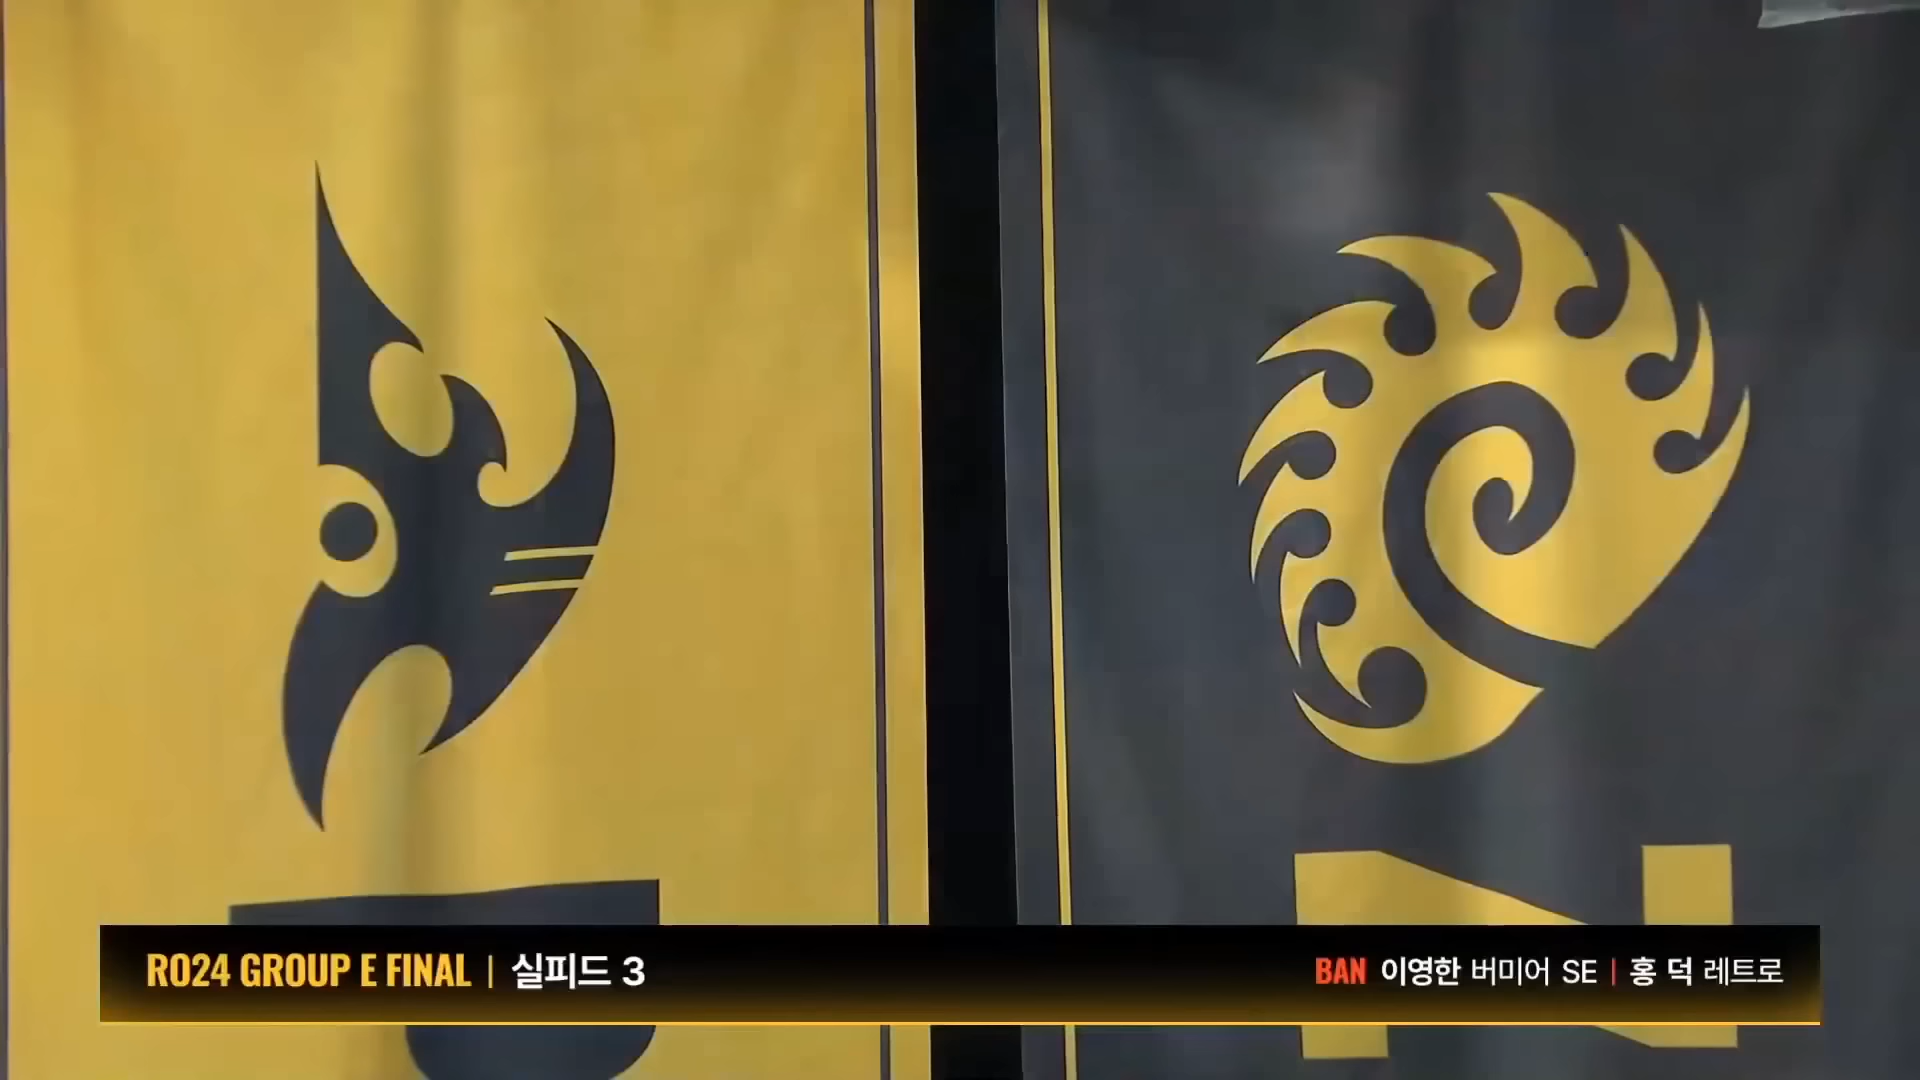 RO24 GROUP E FINAL | 실피드 3
BAN 이영한 버미어 SE | 홍 덕 레트로